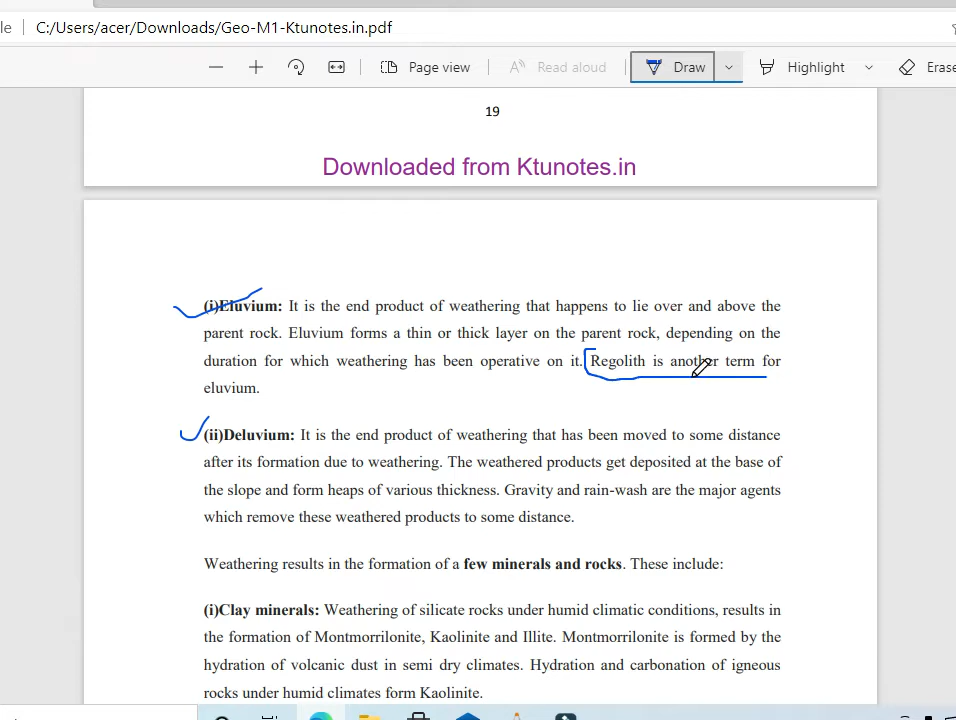 le C:/Users/acer/Downloads/Geo-M1-Ktunotes.in.pdf
Page view Read aloud Draw Highlight Erase
19
Downloaded from Ktunotes.in
(i)Eluvium: It is the end product of weathering that happens to lie over and above the
parent rock. Eluvium forms a thin or thick layer on the parent rock, depending on the
duration for which weathering has been operative on it. Regolith is another term for
eluvium.
(ii)Deluvium: It is the end product of weathering that has been moved to some distance
after its formation due to weathering. The weathered products get deposited at the base of
the slope and form heaps of various thickness. Gravity and rain-wash are the major agents
which remove these weathered products to some distance.
Weathering results in the formation of a few minerals and rocks. These include:
(i)Clay minerals: Weathering of silicate rocks under humid climatic conditions, results in
the formation of Montmorrilonite, Kaolinite and Illite. Montmorrilonite is formed by the
hydration of volcanic dust in semi dry climates. Hydration and carbonation of igneous
rocks under humid climates form Kaolinite.